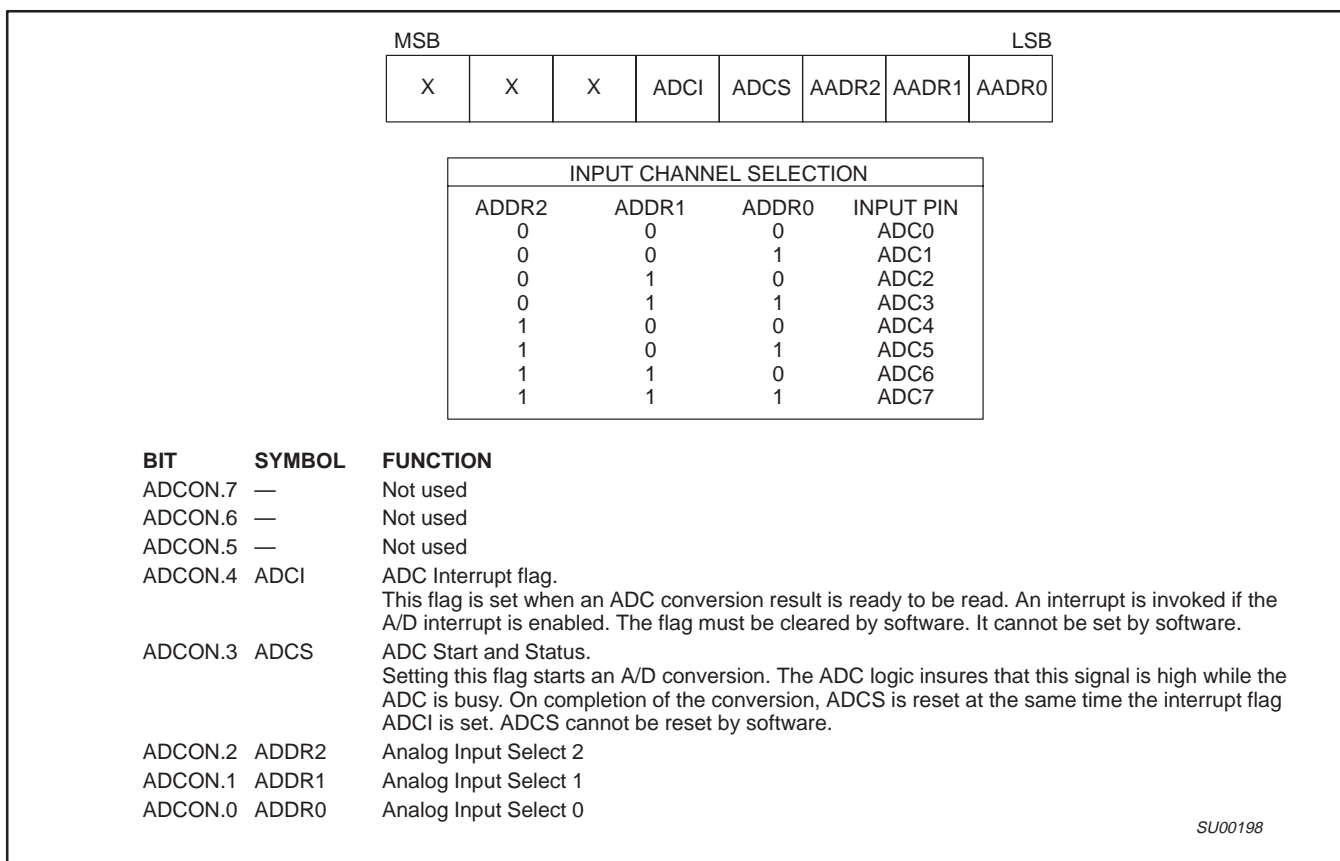 MSB LSB
X X X ADCI ADCS AADR2 AADR1 AADR0
INPUT CHANNEL SELECTION
ADDR2 ADDR1 ADDR0 INPUT PIN
0 0 0 ADC0
0 0 1 ADC1
0 1 0 ADC2
0 1 1 ADC3
1 0 0 ADC4
1 0 1 ADC5
1 1 0 ADC6
1 1 1 ADC7
BIT SYMBOL FUNCTION
ADCON.7 — Not used
ADCON.6 — Not used
ADCON.5 — Not used
ADCON.4 ADCI ADC Interrupt flag.
This flag is set when an ADC conversion result is ready to be read. An interrupt is invoked if the
A/D interrupt is enabled. The flag must be cleared by software. It cannot be set by software.
ADCON.3 ADCS ADC Start and Status.
Setting this flag starts an A/D conversion. The ADC logic insures that this signal is high while the
ADC is busy. On completion of the conversion, ADCS is reset at the same time the interrupt flag
ADCI is set. ADCS cannot be reset by software.
ADCON.2 ADDR2 Analog Input Select 2
ADCON.1 ADDR1 Analog Input Select 1
ADCON.0 ADDR0 Analog Input Select 0
SU00198